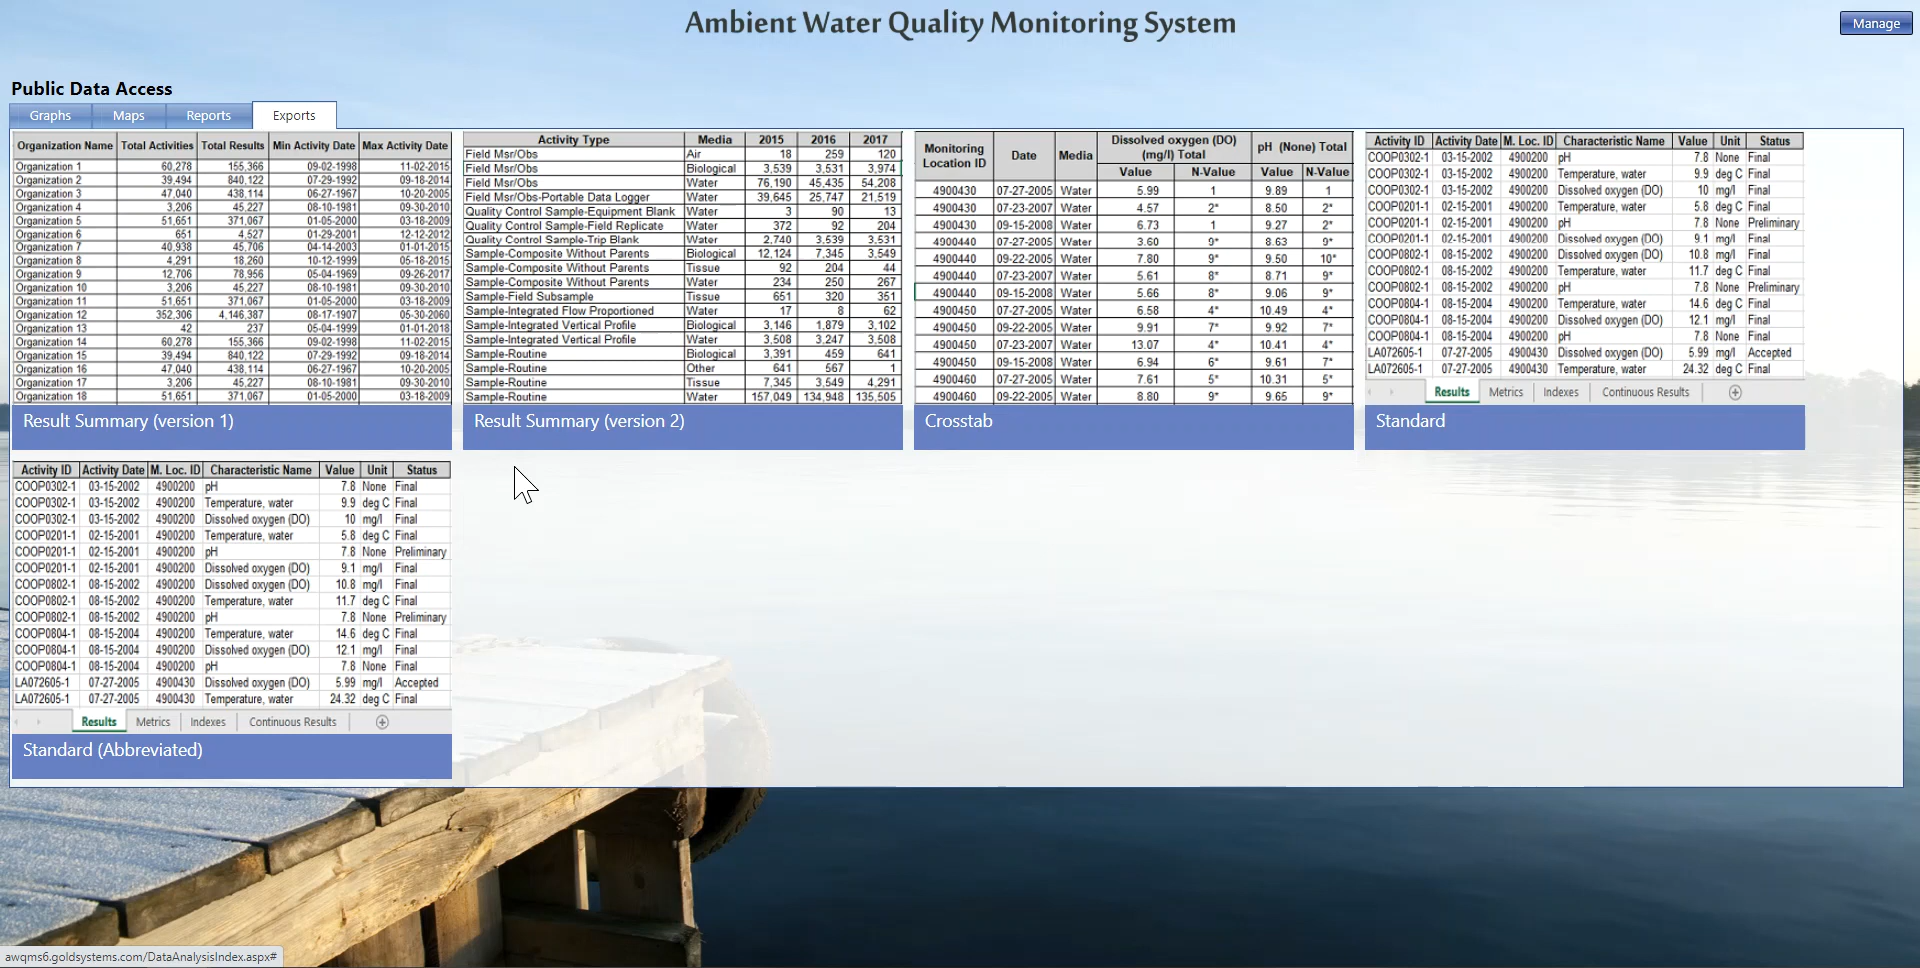 Ambient Water Quality Monitoring System
Manage
Public Data Access
Graphs Maps Reports Exports
Organization Name Total Activities Total Results Min Activity Date Max Activity Date
Organization 1 60,278 155,366 09-02-1998 11-02-2015
Organization 2 39,494 840,122 07-29-1992 09-18-2014
Organization 3 47,040 438,114 06-27-1967 10-20-2005
Organization 4 3,206 45,227 08-10-1981 09-30-2010
Organization 5 51,651 371,067 01-05-2000 03-18-2009
Organization 6 651 4,527 01-29-2001 12-12-2012
Organization 7 40,938 45,706 04-14-2003 01-01-2015
Organization 8 4,291 18,260 10-12-1999 05-18-2015
Organization 9 12,706 78,956 05-04-1969 09-26-2017
Organization 10 3,206 45,227 08-10-1981 09-30-2010
Organization 11 51,651 371,067 01-05-2000 03-18-2009
Organization 12 352,306 4,146,387 08-17-1907 05-30-2060
Organization 13 42 237 05-04-1999 01-01-2018
Organization 14 60,278 155,366 09-02-1998 11-02-2015
Organization 15 39,494 840,122 07-29-1992 09-18-2014
Organization 16 47,040 438,114 06-27-1967 10-20-2005
Organization 17 3,206 45,227 08-10-1981 09-30-2010
Organization 18 51,651 371,067 01-05-2000 03-18-2009
Result Summary (version 1)
Activity Type Media 2015 2016 2017
Field Msr/Obs Air 18 259 120
Field Msr/Obs Biological 3,539 3,531 3,974
Field Msr/Obs Water 76,190 45,435 54,208
Field Msr/Obs-Portable Data Logger Water 39,645 25,747 21,519
Quality Control Sample-Equipment Blank Water 3 90 13
Quality Control Sample-Field Replicate Water 372 92 204
Quality Control Sample-Trip Blank Water 2,740 3,539 3,531
Sample-Composite Without Parents Biological 12,124 7,345 3,549
Sample-Composite Without Parents Tissue 92 204 44
Sample-Composite Without Parents Water 234 250 267
Sample-Field Subsample Tissue 651 320 351
Sample-Integrated Flow Proportioned Water 17 8 62
Sample-Integrated Vertical Profile Biological 3,146 1,879 3,102
Sample-Integrated Vertical Profile Water 3,508 3,247 3,508
Sample-Routine Biological 3,391 459 641
Sample-Routine Other 641 567 1
Sample-Routine Tissue 7,345 3,549 4,291
Sample-Routine Water 157,049 134,948 135,505
Result Summary (version 2)
Monitoring Location ID Date Media Dissolved oxygen (DO) (mg/l) Total pH (None) Total
Value N-Value Value N-Value
4900430 07-27-2005 Water 5.99 1 9.89 1
4900430 07-23-2007 Water 4.57 2* 8.50 2*
4900430 09-15-2008 Water 6.73 1 9.27 2*
4900440 07-27-2005 Water 3.60 9* 8.63 9*
4900440 09-22-2005 Water 7.80 9* 9.50 10*
4900440 07-23-2007 Water 5.61 8* 8.71 9*
4900440 09-15-2008 Water 5.66 8* 9.06 9*
4900450 07-27-2005 Water 6.58 4* 10.49 4*
4900450 09-22-2005 Water 9.91 7* 9.92 7*
4900450 07-23-2007 Water 13.07 4* 10.41 4*
4900450 09-15-2008 Water 6.94 6* 9.61 7*
4900460 07-27-2005 Water 7.61 5* 10.31 5*
4900460 09-22-2005 Water 8.80 9* 9.65 9*
Crosstab
Activity ID Activity Date M. Loc. ID Characteristic Name Value Unit Status
COOP0302-1 03-15-2002 4900200 pH 7.8 None Final
COOP0302-1 03-15-2002 4900200 Temperature, water 9.9 deg C Final
COOP0302-1 03-15-2002 4900200 Dissolved oxygen (DO) 10 mg/l Final
COOP0201-1 02-15-2001 4900200 Temperature, water 5.8 deg C Final
COOP0201-1 02-15-2001 4900200 pH 7.8 None Preliminary
COOP0201-1 02-15-2001 4900200 Dissolved oxygen (DO) 9.1 mg/l Final
COOP0802-1 08-15-2002 4900200 Dissolved oxygen (DO) 10.8 mg/l Final
COOP0802-1 08-15-2002 4900200 Temperature, water 11.7 deg C Final
COOP0802-1 08-15-2002 4900200 pH 7.8 None Preliminary
COOP0804-1 08-15-2004 4900200 Temperature, water 14.6 deg C Final
COOP0804-1 08-15-2004 4900200 Dissolved oxygen (DO) 12.1 mg/l Final
COOP0804-1 08-15-2004 4900200 pH 7.8 None Final
LA072605-1 07-27-2005 4900430 Dissolved oxygen (DO) 5.99 mg/l Accepted
LA072605-1 07-27-2005 4900430 Temperature, water 24.32 deg C Final
Results Metrics Indexes Continuous Results
Standard
Activity ID Activity Date M. Loc. ID Characteristic Name Value Unit Status
COOP0302-1 03-15-2002 4900200 pH 7.8 None Final
COOP0302-1 03-15-2002 4900200 Temperature, water 9.9 deg C Final
COOP0302-1 03-15-2002 4900200 Dissolved oxygen (DO) 10 mg/l Final
COOP0201-1 02-15-2001 4900200 Temperature, water 5.8 deg C Final
COOP0201-1 02-15-2001 4900200 pH 7.8 None Preliminary
COOP0201-1 02-15-2001 4900200 Dissolved oxygen (DO) 9.1 mg/l Final
COOP0802-1 08-15-2002 4900200 Dissolved oxygen (DO) 10.8 mg/l Final
COOP0802-1 08-15-2002 4900200 Temperature, water 11.7 deg C Final
COOP0802-1 08-15-2002 4900200 pH 7.8 None Preliminary
COOP0804-1 08-15-2004 4900200 Temperature, water 14.6 deg C Final
COOP0804-1 08-15-2004 4900200 Dissolved oxygen (DO) 12.1 mg/l Final
COOP0804-1 08-15-2004 4900200 pH 7.8 None Final
LA072605-1 07-27-2005 4900430 Dissolved oxygen (DO) 5.99 mg/l Accepted
LA072605-1 07-27-2005 4900430 Temperature, water 24.32 deg C Final
Results Metrics Indexes Continuous Results
Standard (Abbreviated)
awqms6.goldsystems.com/DataAnalysisIndex.aspx#